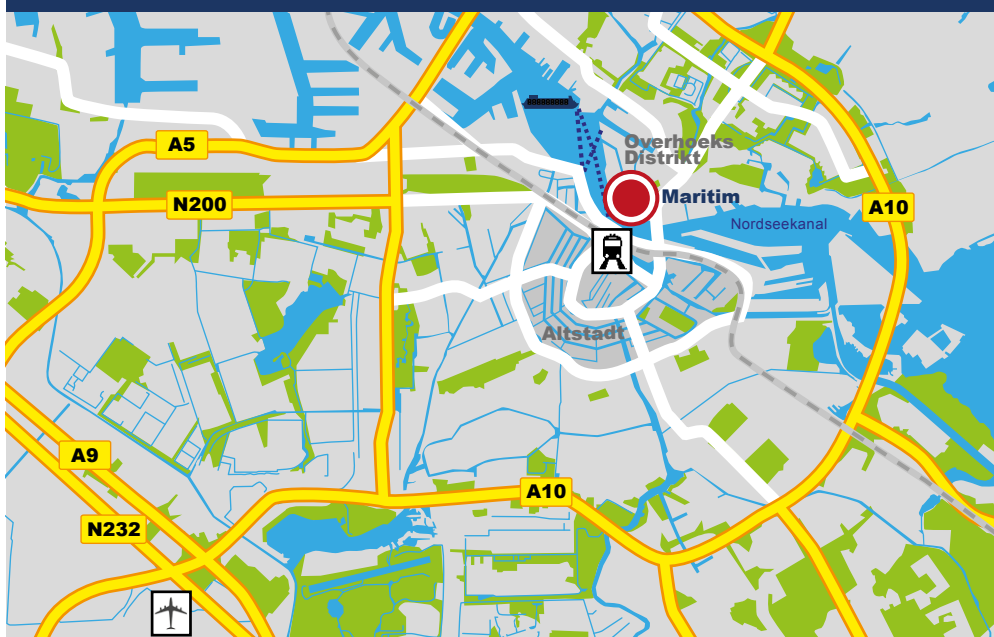 A5
Overhoeks
Distrikt
N200
Maritim
A10
Nordseekanal
Altstadt
A9
A10
N232